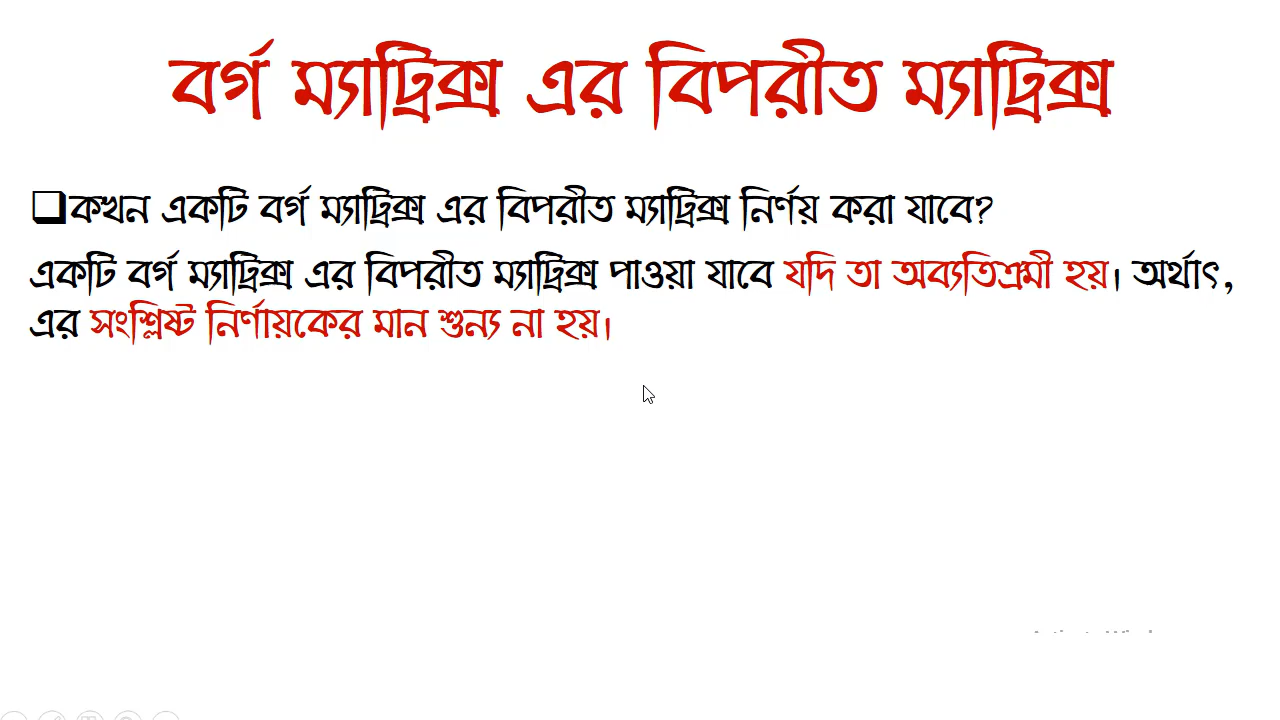 বর্গ ম্যাট্রিক্স এর বিপরীত ম্যাট্রিক্স
❑কখন একটি বর্গ ম্যাট্রিক্স এর বিপরীত ম্যাট্রিক্স নির্ণয় করা যাবে?
একটি বর্গ ম্যাট্রিক্স এর বিপরীত ম্যাট্রিক্স পাওয়া যাবে যদি তা অব্যতিক্রমী হয়। অর্থাৎ,
এর সংশ্লিষ্ট নির্ণায়কের মান শুন্য না হয়।